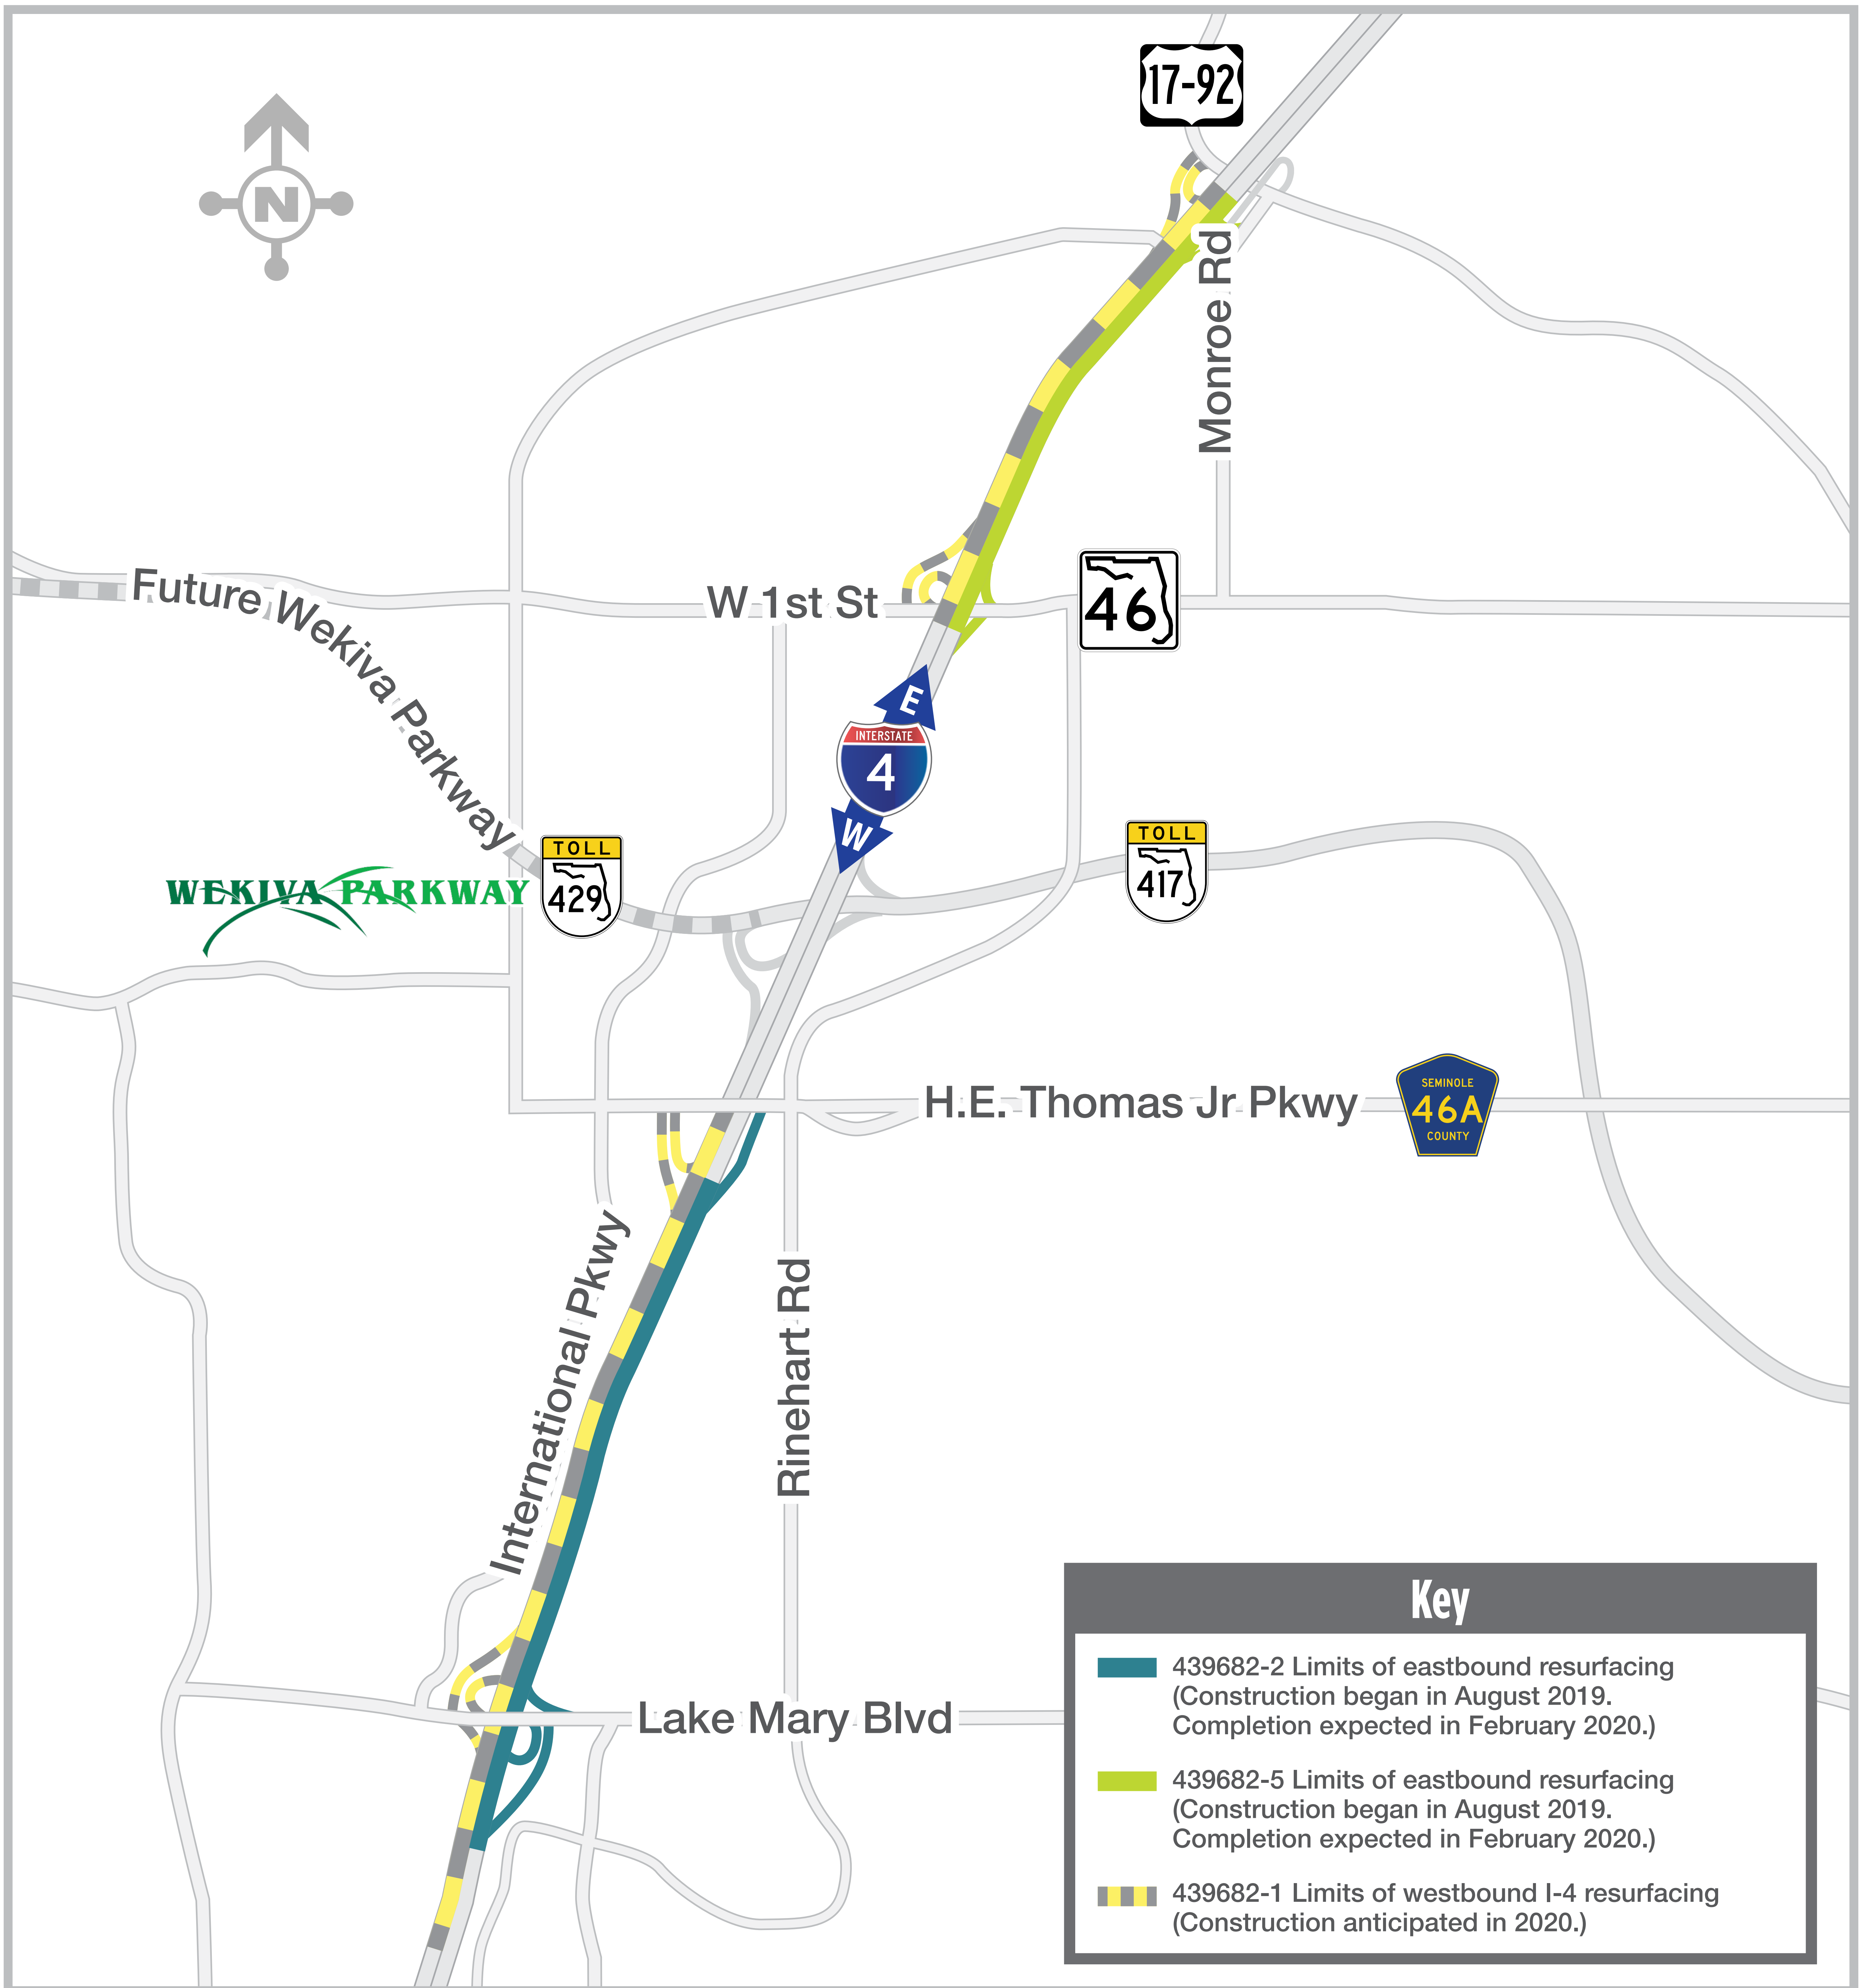 17-92
N
Monroe Rd
Future Wekiva Parkway
W 1st St
46
E
INTERSTATE
4
W
TOLL
429
TOLL
417
WEKIVA PARKWAY
H.E. Thomas Jr Pkwy
SEMINOLE
46A
COUNTY
International Pkwy
Rinehart Rd
Lake Mary Blvd
Key
439682-2 Limits of eastbound resurfacing
(Construction began in August 2019.
Completion expected in February 2020.)
439682-5 Limits of eastbound resurfacing
(Construction began in August 2019.
Completion expected in February 2020.)
439682-1 Limits of westbound I-4 resurfacing
(Construction anticipated in 2020.)